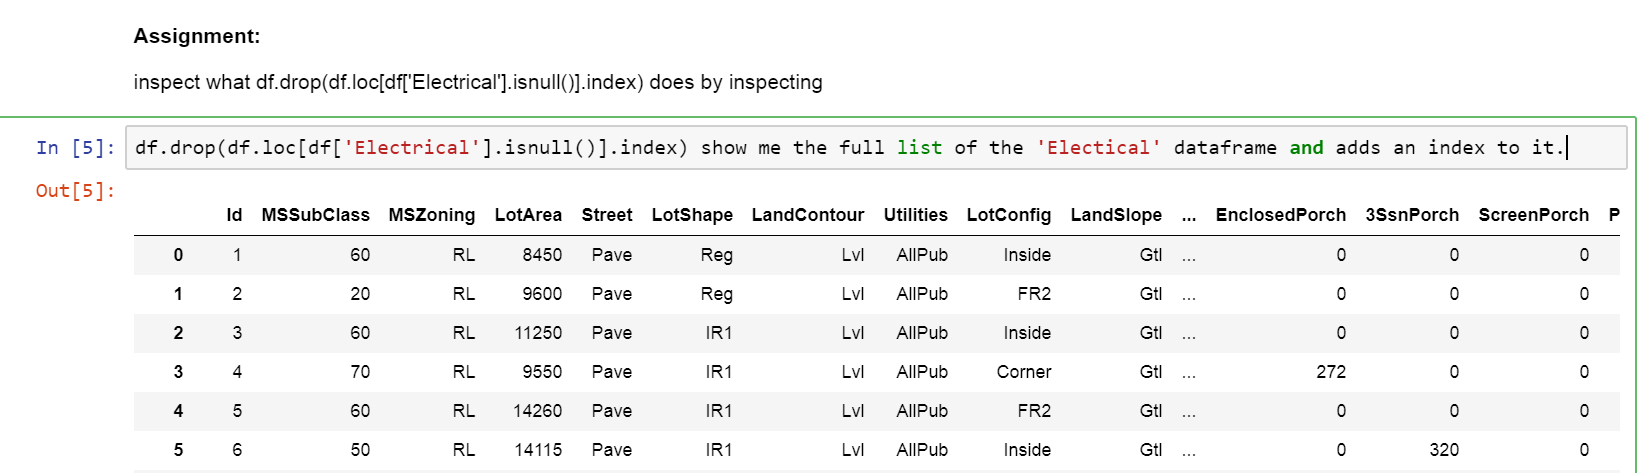 Assignment:
inspect what df.drop(df.loc[df['Electrical'].isnull()].index) does by inspecting
In [5]: df.drop(df.loc[df['Electrical'].isnull()].index) show me the full list of the 'Electical' dataframe and adds an index to it.
Out[5]:
Id MSSubClass MSZoning LotArea Street LotShape LandContour Utilities LotConfig LandSlope ... EnclosedPorch 3SsnPorch ScreenPorch P
0 1 60 RL 8450 Pave Reg Lvl AllPub Inside Gtl ... 0 0 0
1 2 20 RL 9600 Pave Reg Lvl AllPub FR2 Gtl ... 0 0 0
2 3 60 RL 11250 Pave IR1 Lvl AllPub Inside Gtl ... 0 0 0
3 4 70 RL 9550 Pave IR1 Lvl AllPub Corner Gtl ... 272 0 0
4 5 60 RL 14260 Pave IR1 Lvl AllPub FR2 Gtl ... 0 0 0
5 6 50 RL 14115 Pave IR1 Lvl AllPub Inside Gtl ... 0 320 0